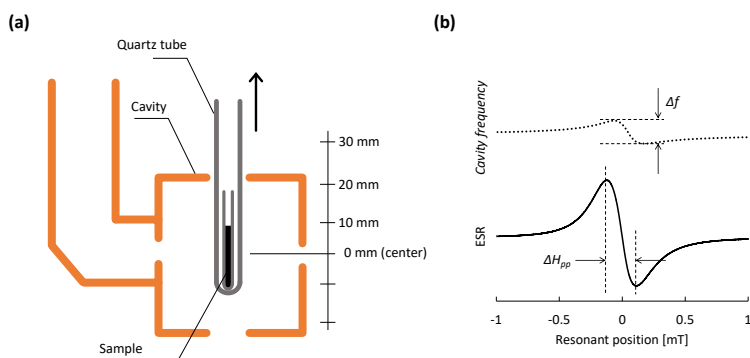 (a)
Quartz tube
Cavity
30 mm
20 mm
10 mm
0 mm (center)
Sample
(b)
Cavity frequency
Δf
ESR
ΔHpp
-1
-0.5
0
0.5
1
Resonant position [mT]